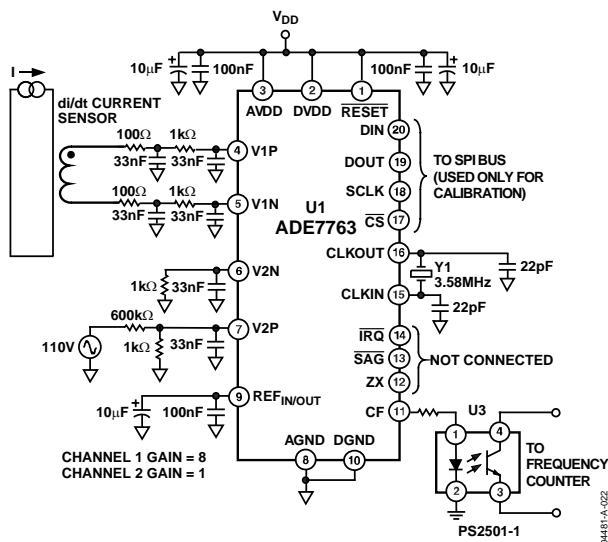 VDD
10µF
100nF
100nF
10µF
I
di/dt CURRENT
SENSOR
3
2
1
AVDD
DVDD
RESET
DIN
20
DOUT
19
SCLK
18
CS
17
TO SPI BUS
(USED ONLY FOR
CALIBRATION)
100Ω
1kΩ
33nF
33nF
4
V1P
100Ω
1kΩ
33nF
33nF
5
V1N
U1
ADE7763
CLKOUT
16
Y1
3.58MHz
22pF
CLKIN
15
22pF
6
V2N
1kΩ
33nF
600kΩ
7
V2P
110V
1kΩ
33nF
IRQ
14
SAG
13
ZX
12
NOT CONNECTED
9
REFIN/OUT
10µF
100nF
CF
11
U3
1
4
2
3
TO
FREQUENCY
COUNTER
PS2501-1
AGND
DGND
8
10
CHANNEL 1 GAIN = 8
CHANNEL 2 GAIN = 1
04481-A-022